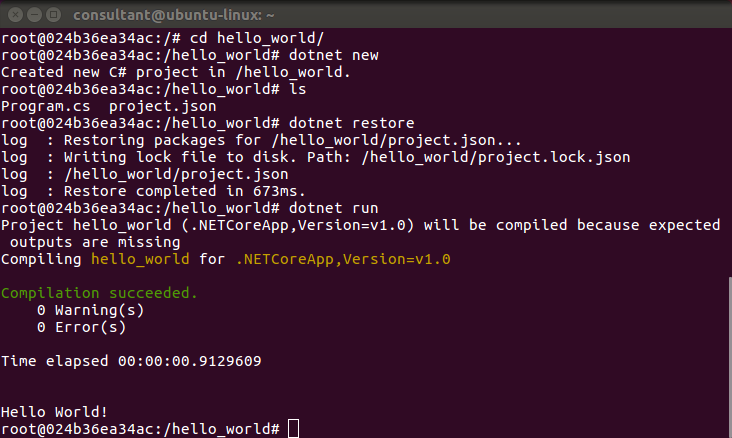 consultant@ubuntu-linux: ~
root@024b36ea34ac:/# cd hello_world/
root@024b36ea34ac:/hello_world# dotnet new
Created new C# project in /hello_world.
root@024b36ea34ac:/hello_world# ls
Program.cs  project.json
root@024b36ea34ac:/hello_world# dotnet restore
log  : Restoring packages for /hello_world/project.json...
log  : Writing lock file to disk. Path: /hello_world/project.lock.json
log  : /hello_world/project.json
log  : Restore completed in 673ms.
root@024b36ea34ac:/hello_world# dotnet run
Project hello_world (.NETCoreApp,Version=v1.0) will be compiled because expected
 outputs are missing
Compiling hello_world for .NETCoreApp,Version=v1.0
Compilation succeeded.
    0 Warning(s)
    0 Error(s)
Time elapsed 00:00:00.9129609
Hello World!
root@024b36ea34ac:/hello_world#